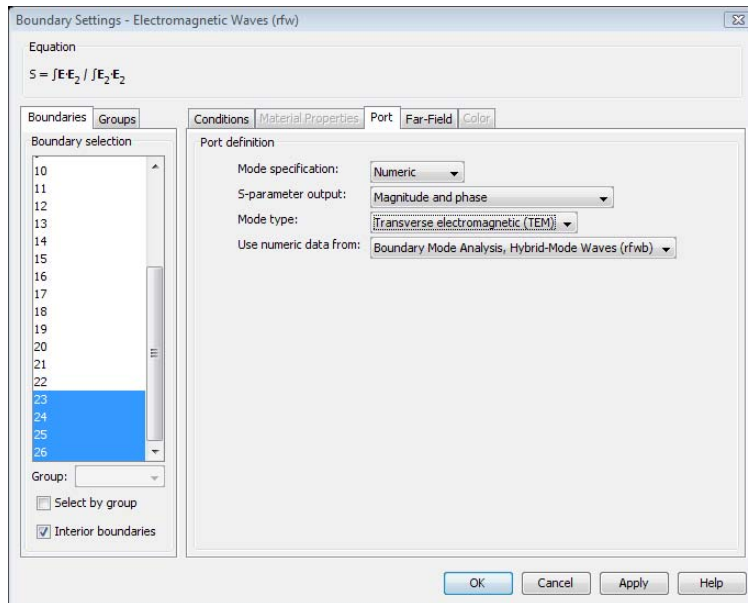 Boundary Settings - Electromagnetic Waves (rfw)
Equation
S = ∫E·E₂ / ∫E₂·E₂
Boundaries Groups
Boundary selection
10
11
12
13
14
15
16
17
18
19
20
21
22
23
24
25
26
Group:
Select by group
Interior boundaries
Conditions Material Properties Port Far-Field Color
Port definition
Mode specification: Numeric
S-parameter output: Magnitude and phase
Mode type: Transverse electromagnetic (TEM)
Use numeric data from: Boundary Mode Analysis, Hybrid-Mode Waves (rfwb)
OK Cancel Apply Help